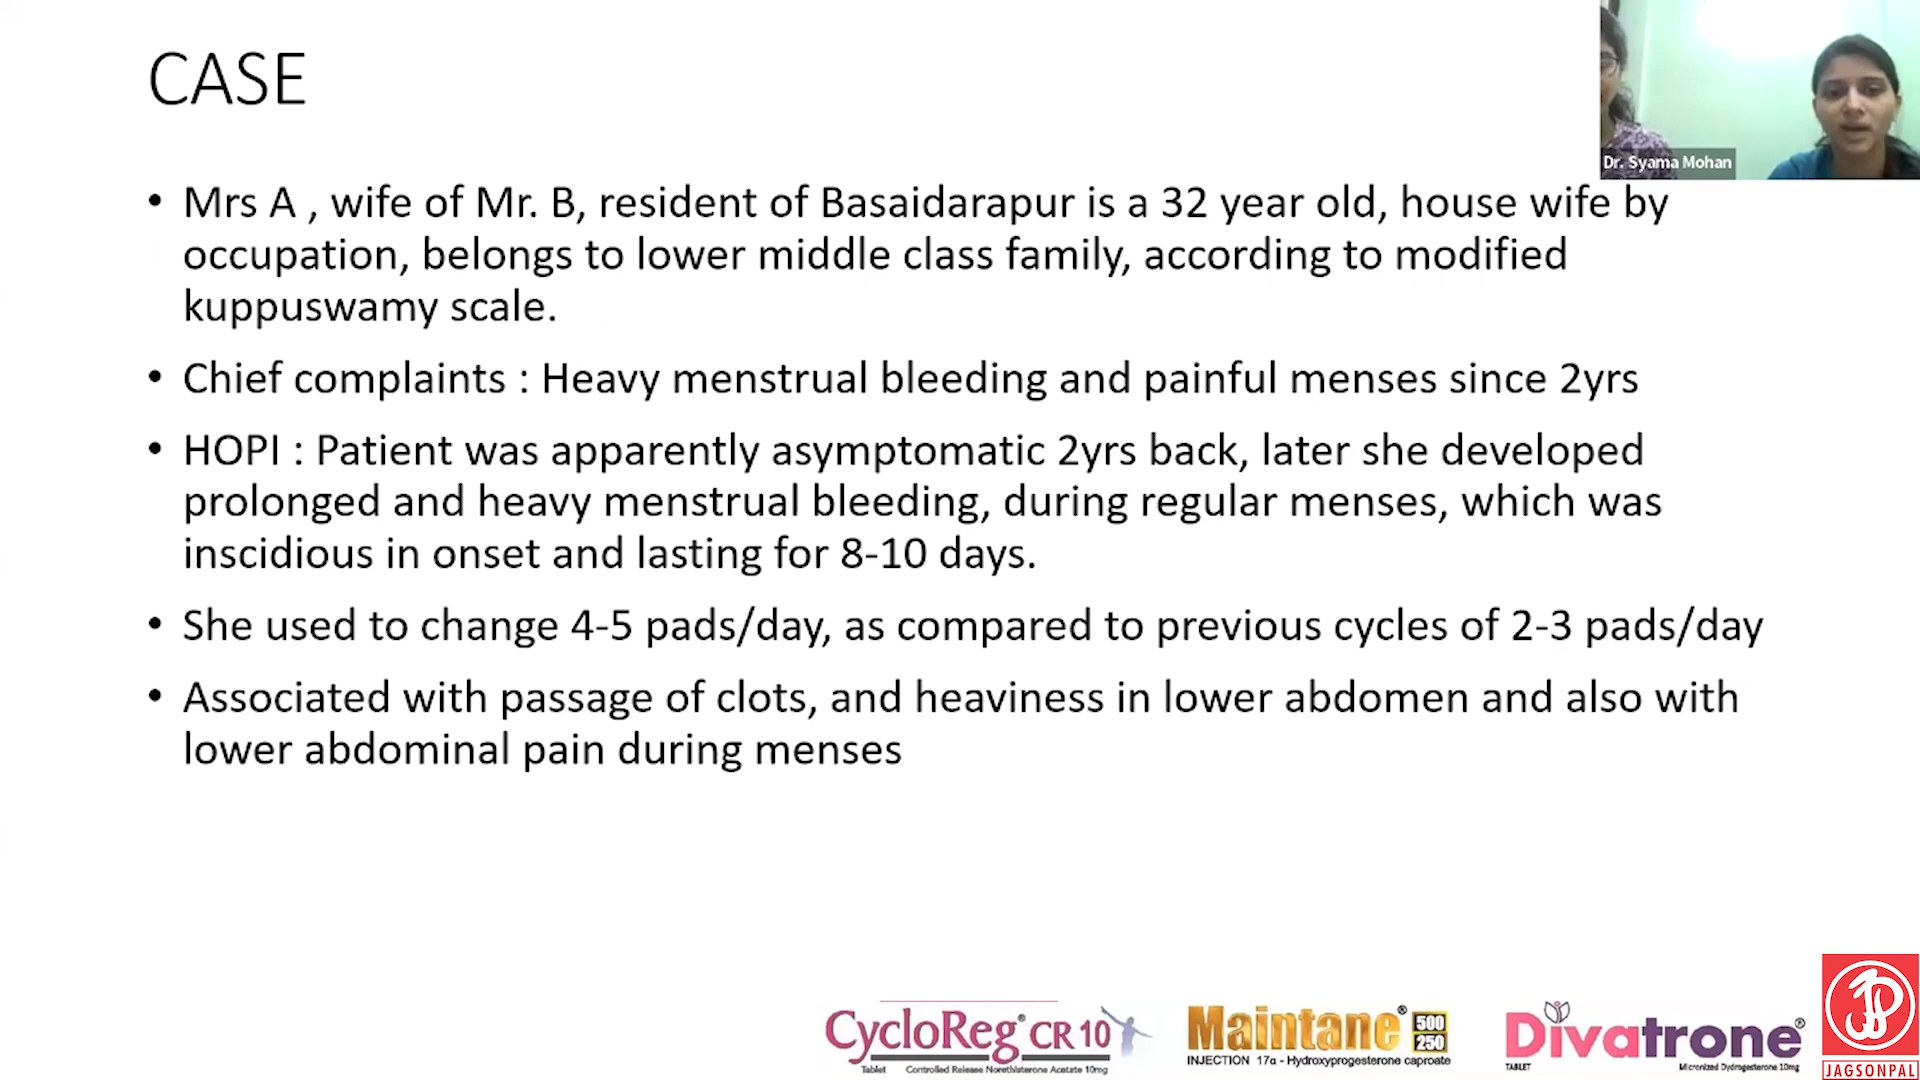 CASE
Dr. Syama Mohan
• Mrs A , wife of Mr. B, resident of Basaidarapur is a 32 year old, house wife by
occupation, belongs to lower middle class family, according to modified
kuppuswamy scale.
• Chief complaints : Heavy menstrual bleeding and painful menses since 2yrs
• HOPI : Patient was apparently asymptomatic 2yrs back, later she developed
prolonged and heavy menstrual bleeding, during regular menses, which was
inscidious in onset and lasting for 8-10 days.
• She used to change 4-5 pads/day, as compared to previous cycles of 2-3 pads/day
• Associated with passage of clots, and heaviness in lower abdomen and also with
lower abdominal pain during menses
CycloReg® CR 10
Tablet Controlled Release Norethisterone Acetate 10mg
Maintane® 500 250
INJECTION 17α - Hydroxyprogesterone caproate
Divatrone®
TABLET Micronized Dydrogesterone 10mg
JAGSONPAL